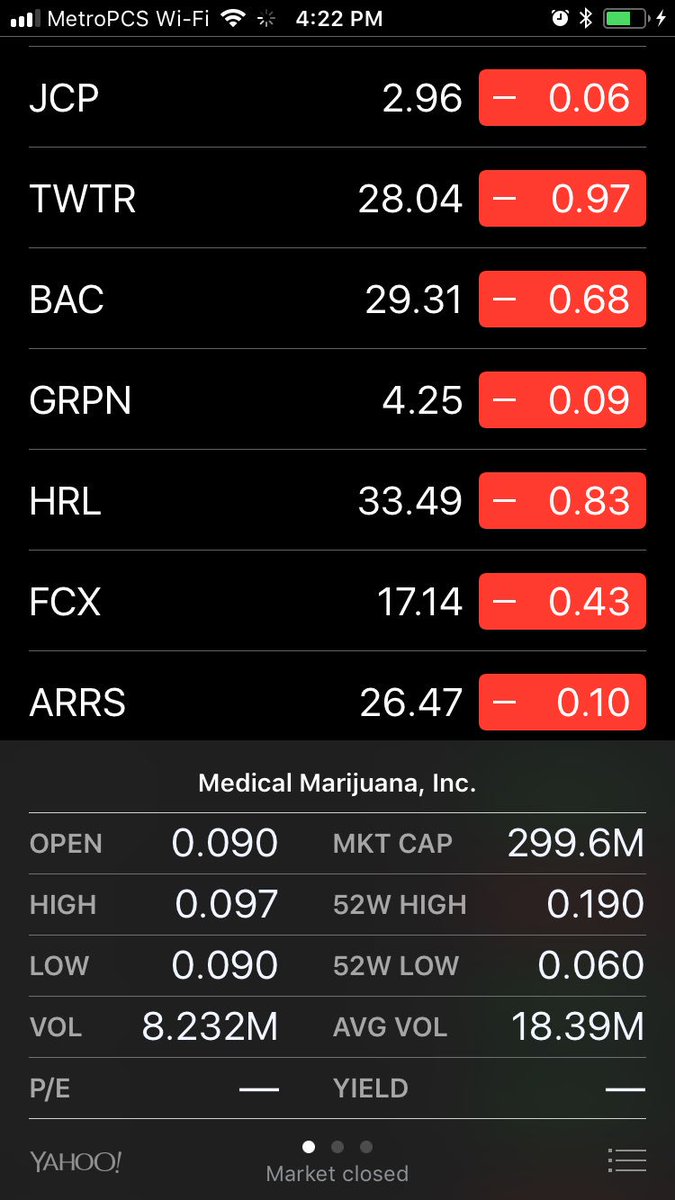 MetroPCS Wi-Fi 4:22 PM
JCP 2.96 – 0.06
TWTR 28.04 – 0.97
BAC 29.31 – 0.68
GRPN 4.25 – 0.09
HRL 33.49 – 0.83
FCX 17.14 – 0.43
ARRS 26.47 – 0.10
Medical Marijuana, Inc.
OPEN 0.090 MKT CAP 299.6M
HIGH 0.097 52W HIGH 0.190
LOW 0.090 52W LOW 0.060
VOL 8.232M AVG VOL 18.39M
P/E — YIELD —
YAHOO!
Market closed